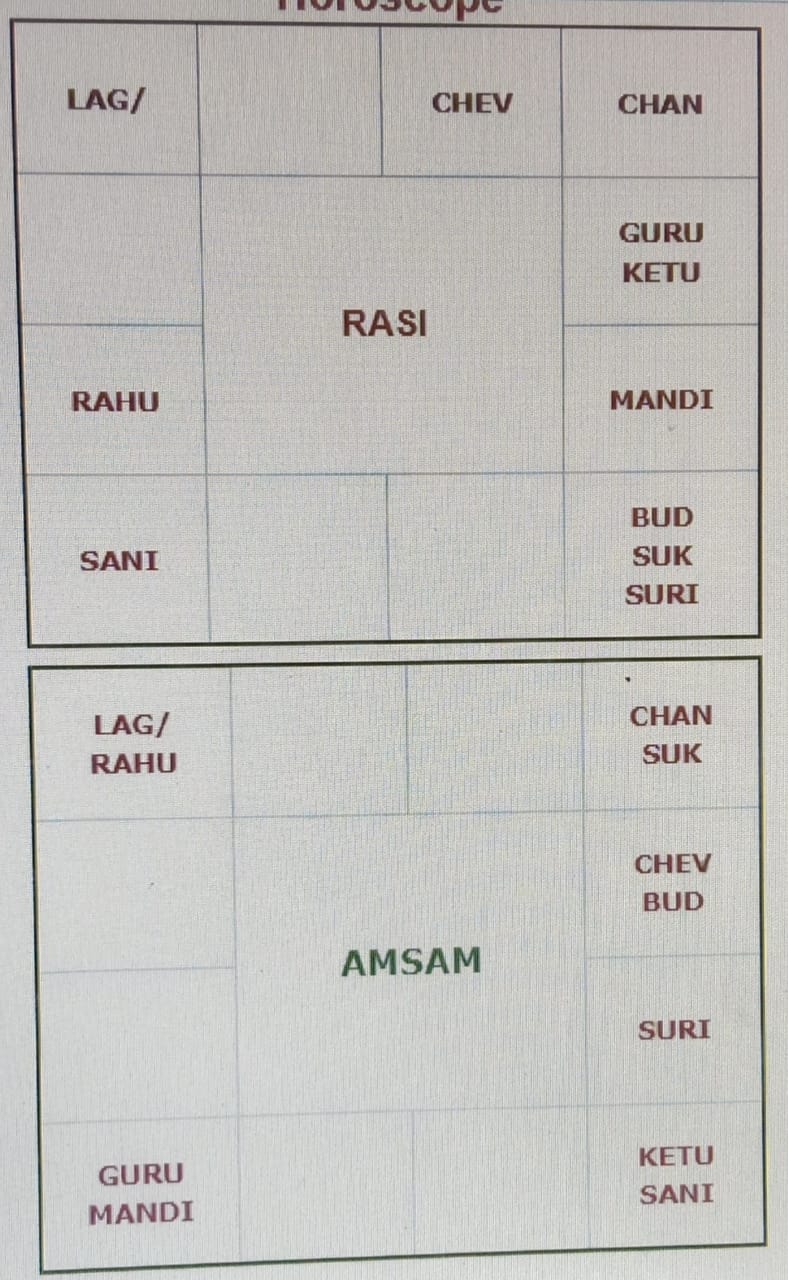 Horoscope
LAG/
CHEV
CHAN
GURU
KETU
RASI
RAHU
MANDI
SANI
BUD
SUK
SURI
LAG/
RAHU
CHAN
SUK
CHEV
BUD
AMSAM
SURI
GURU
MANDI
KETU
SANI